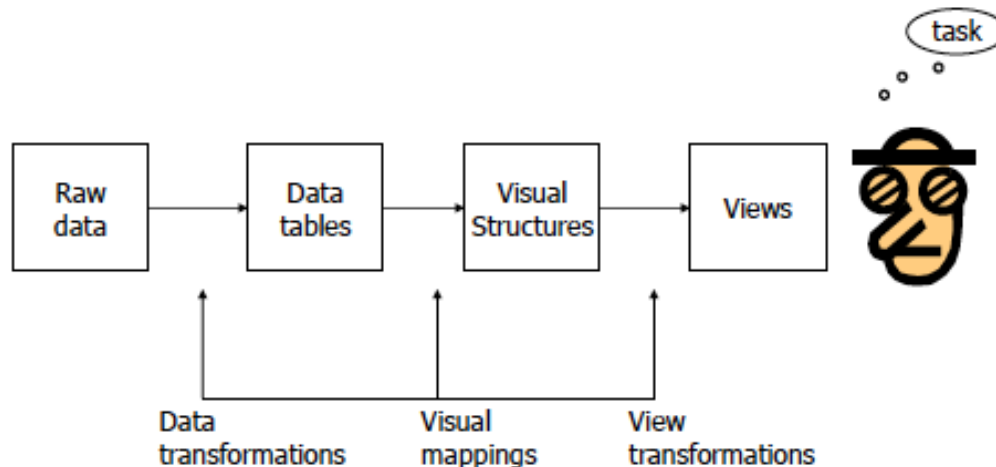 task
Raw
data
Data
tables
Visual
Structures
Views
Data
transformations
Visual
mappings
View
transformations